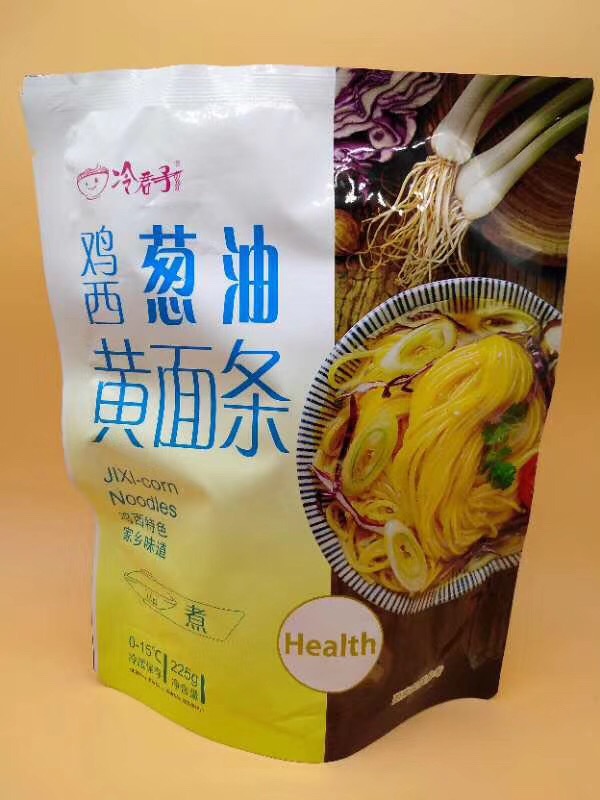 冷君子
鸡西
葱油
黄面条
JIXI-corn
Noodles
鸡西特色
家乡味道
煮
0-15℃
冷藏保存
225g
净含量
Health